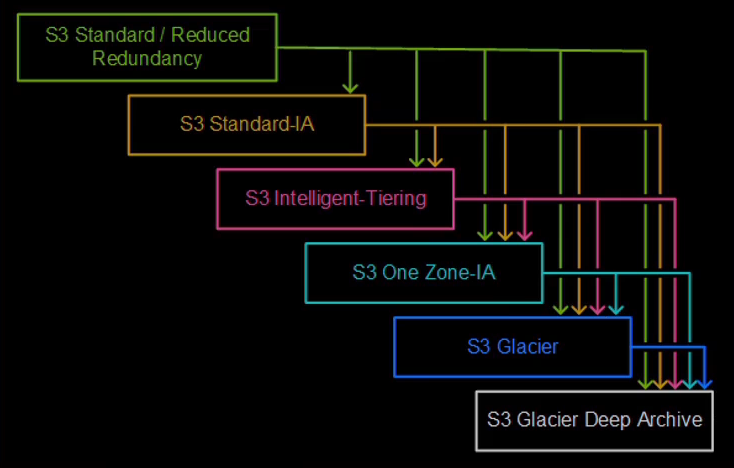 S3 Standard / Reduced
Redundancy
S3 Standard-IA
S3 Intelligent-Tiering
S3 One Zone-IA
S3 Glacier
S3 Glacier Deep Archive